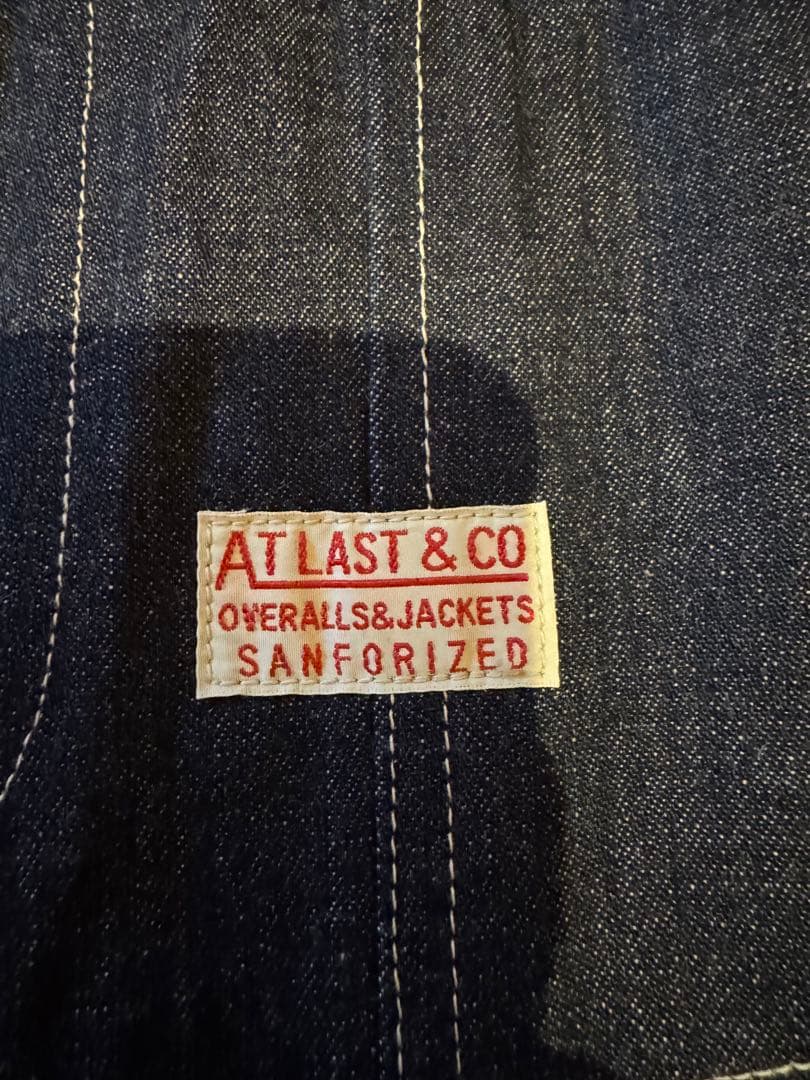 AT LAST & CO
OVERALLS&JACKETS
SANFORIZED